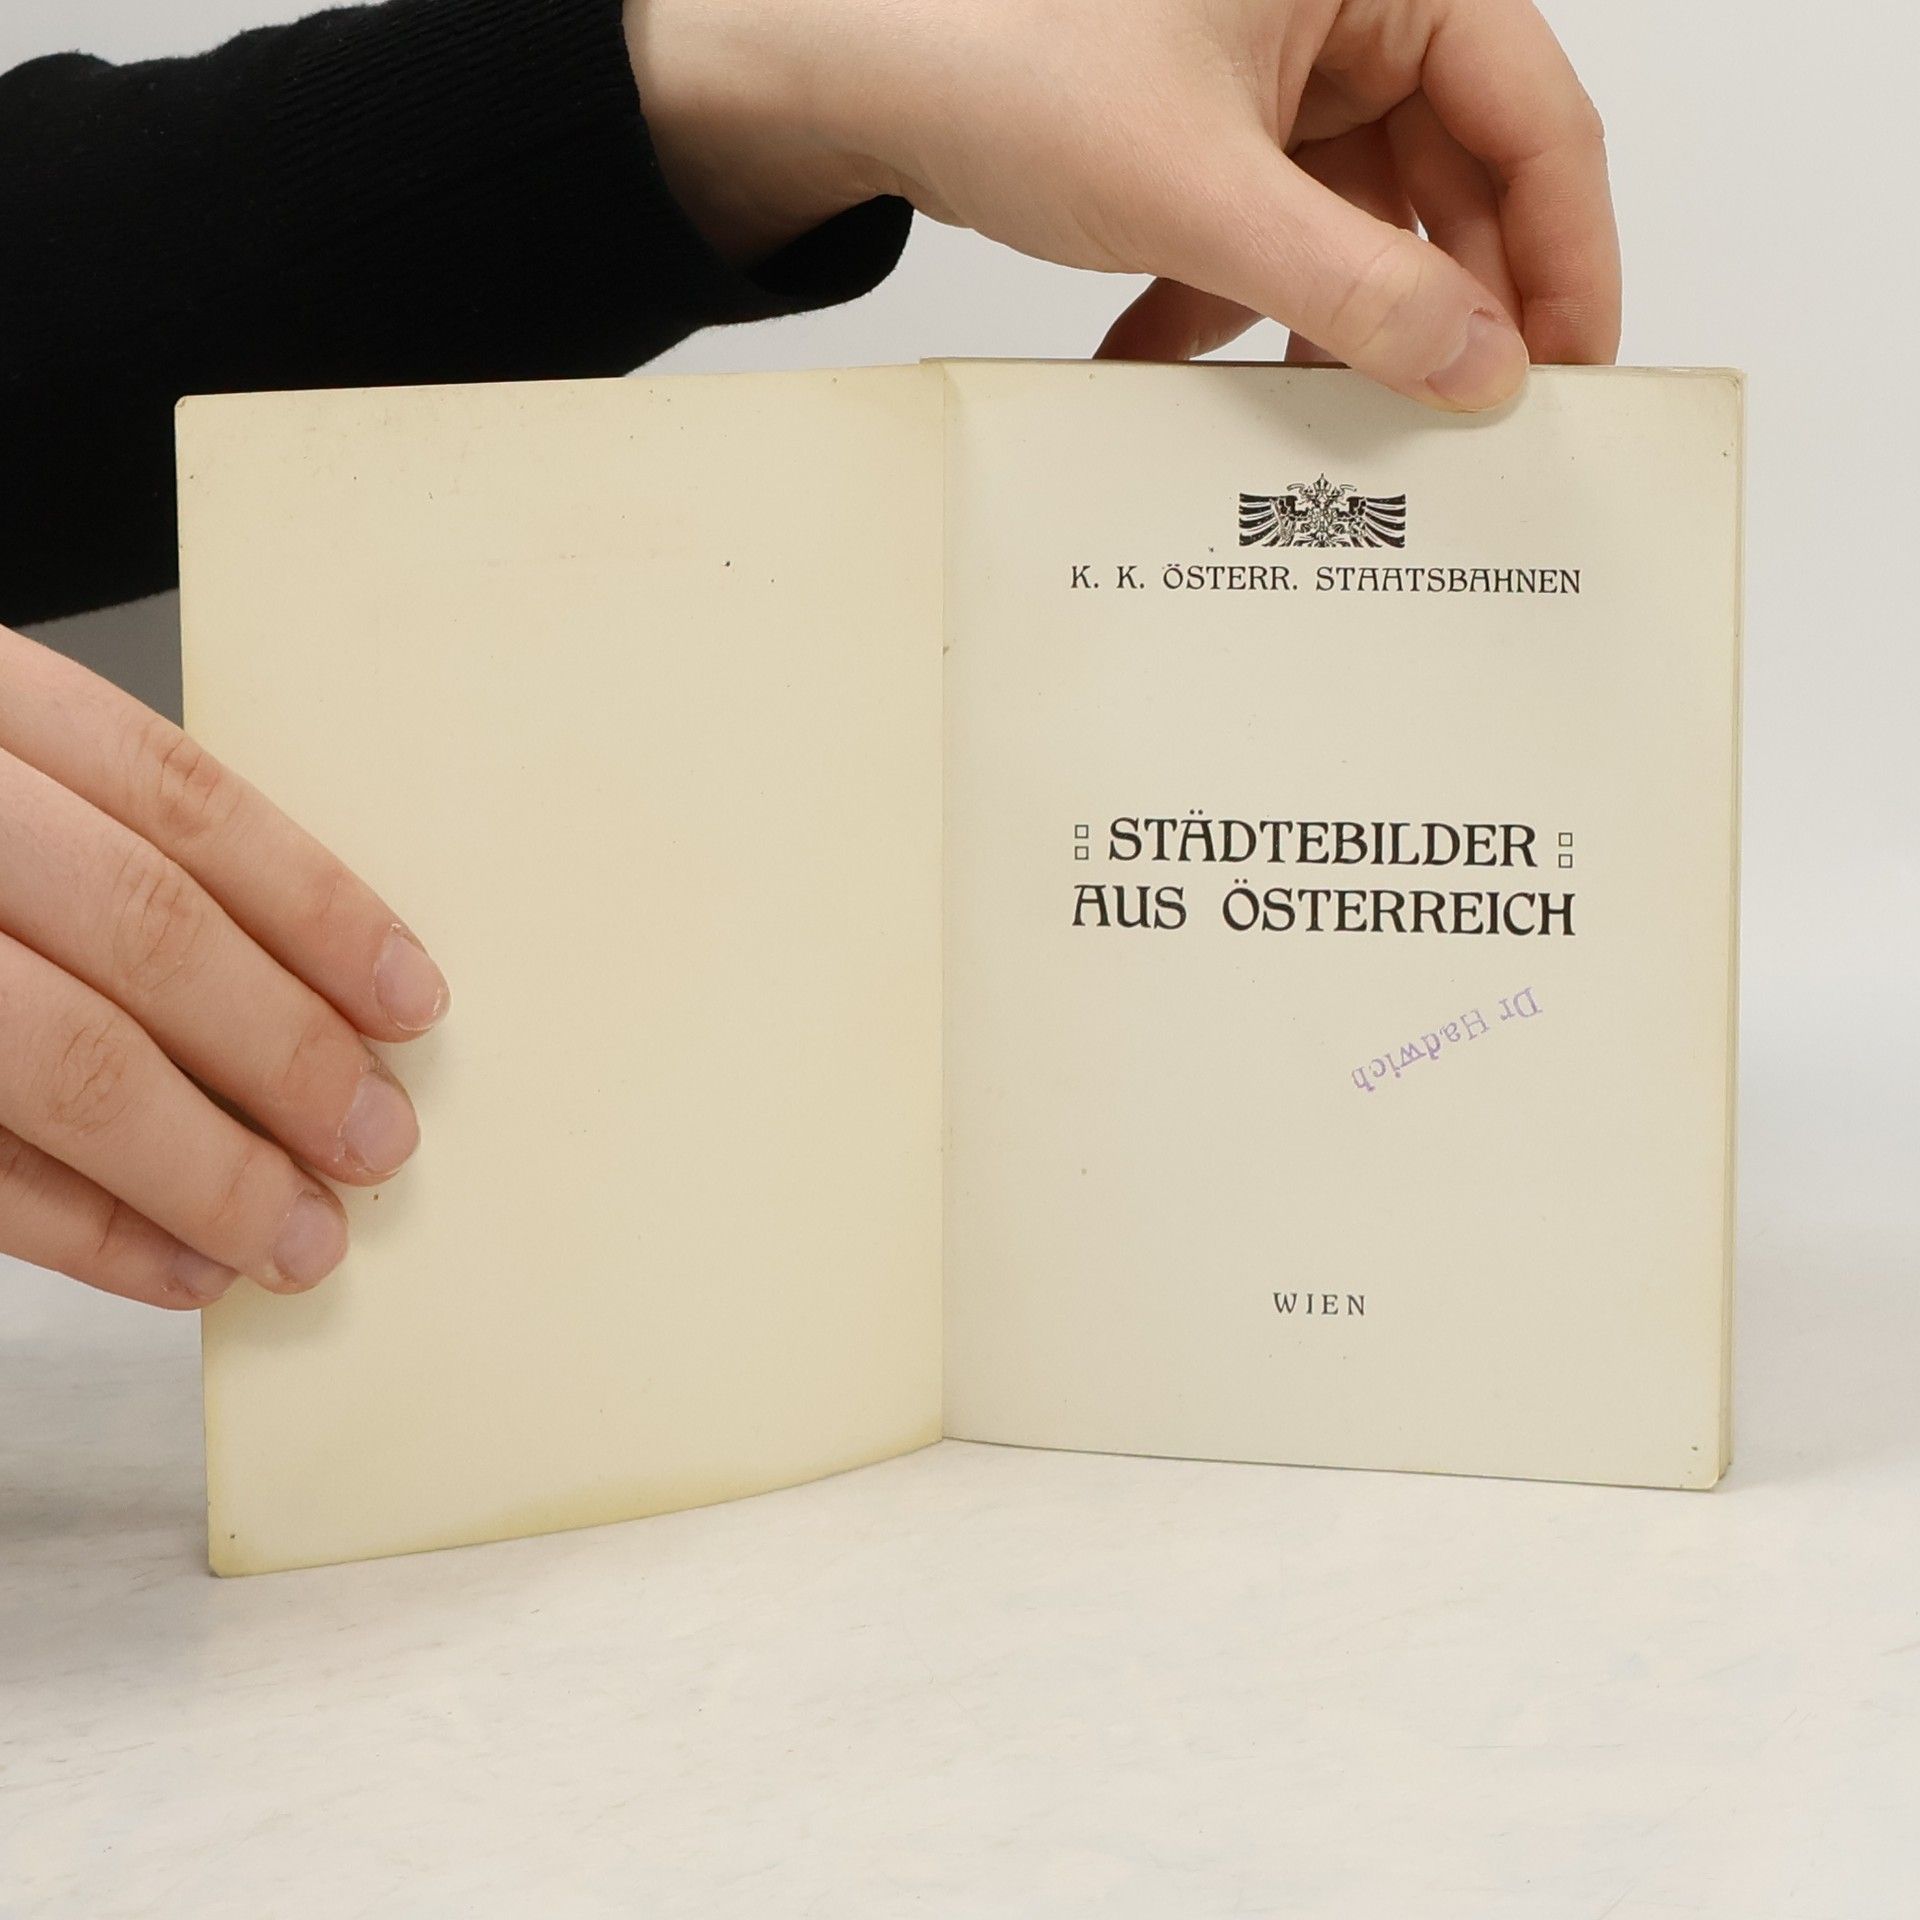 K. K. ÖSTERR. STAATSBAHNEN
STÄDTEBILDER
AUS ÖSTERREICH
Dr Hadwich
WIEN